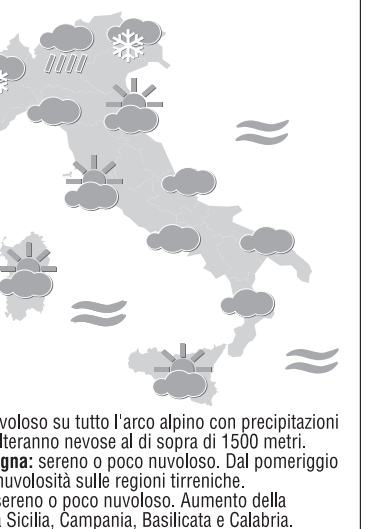 voloso su tutto l'arco alpino con precipitazioni
lteranno nevose al di sopra di 1500 metri.
gna: sereno o poco nuvoloso. Dal pomeriggio
nuvolosità sulle regioni tirreniche.
sereno o poco nuvoloso. Aumento della
Sicilia, Campania, Basilicata e Calabria.